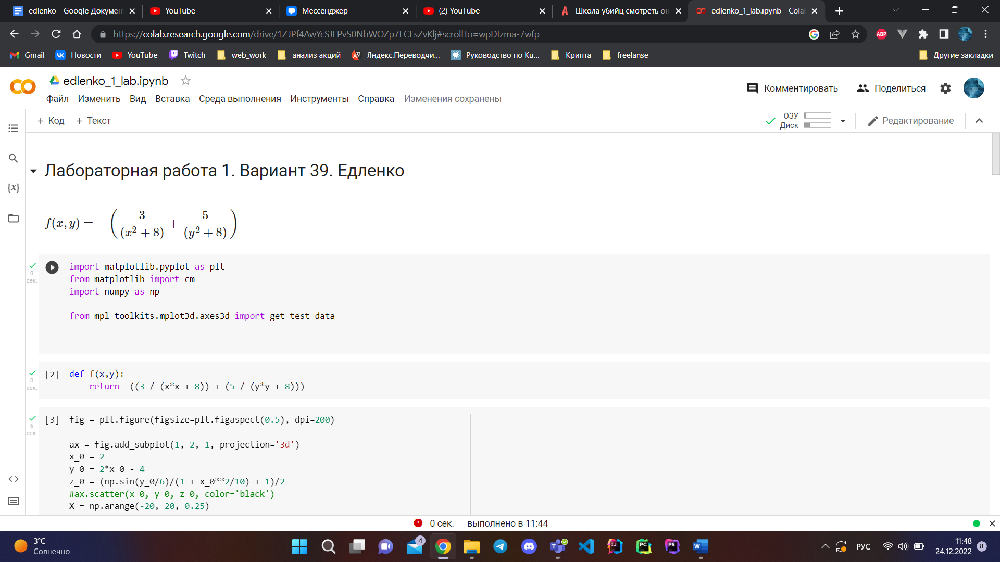 edlenko - Google Докумен
YouTube
Мессенджер
(2) YouTube
Школа убийц смотреть он
edlenko_1_lab.ipynb - Cola
https://colab.research.google.com/drive/1ZJPf4AwYcSJFPvS0NbWOZp7ECFsZvKlj#scrollTo=wpDIzma-7wfp
ABP
Gmail
Новости
YouTube
Twitch
web_work
анализ акций
Яндекс.Переводчи...
Руководство по Ku...
Крипта
freelanse
Другие закладки
edlenko_1_lab.ipynb
Комментировать
Поделиться
Файл Изменить Вид Вставка Среда выполнения Инструменты Справка Изменения сохранены
+ Код + Текст
ОЗУ
Диск
Редактирование
Лабораторная работа 1. Вариант 39. Едленко
{x}
f(x, y) = − ( 3 / (x² + 8) + 5 / (y² + 8) )
0
сек.
import matplotlib.pyplot as plt
from matplotlib import cm
import numpy as np
from mpl_toolkits.mplot3d.axes3d import get_test_data
0
сек.
[2] def f(x,y):
return -((3 / (x*x + 8)) + (5 / (y*y + 8)))
6
сек.
[3] fig = plt.figure(figsize=plt.figaspect(0.5), dpi=200)
ax = fig.add_subplot(1, 2, 1, projection='3d')
x_0 = 2
y_0 = 2*x_0 - 4
z_0 = (np.sin(y_0/6)/(1 + x_0**2/10) + 1)/2
#ax.scatter(x_0, y_0, z_0, color='black')
X = np.arange(-20, 20, 0.25)
0 сек. выполнено в 11:44
3°C
Солнечно
4
РУС
11:48
24.12.2022
8